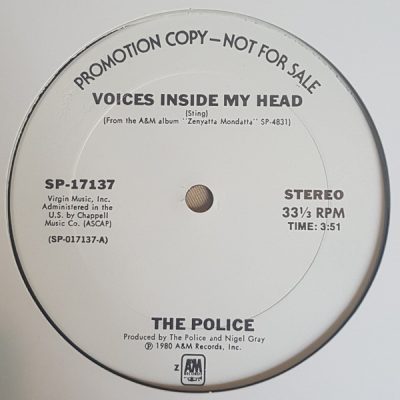 PROMOTION COPY—NOT FOR SALE
VOICES INSIDE MY HEAD
(Sting)
(From the A&M album "Zenyatta Mondatta" SP-4831)
SP-17137
Virgin Music, Inc.
Administered in the
U.S. by Chappell
Music Co. (ASCAP)
(SP-017137-A)
STEREO
33⅓ RPM
TIME: 3:51
THE POLICE
Produced by The Police and Nigel Gray
℗ 1980 A&M Records, Inc.
Z
A&M